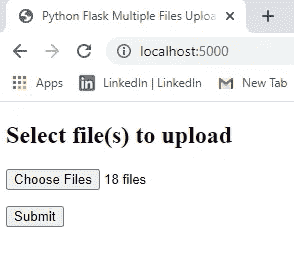 Python Flask Multiple Files Uploa
localhost:5000
Apps LinkedIn | LinkedIn New Tab
Select file(s) to upload
Choose Files 18 files
Submit